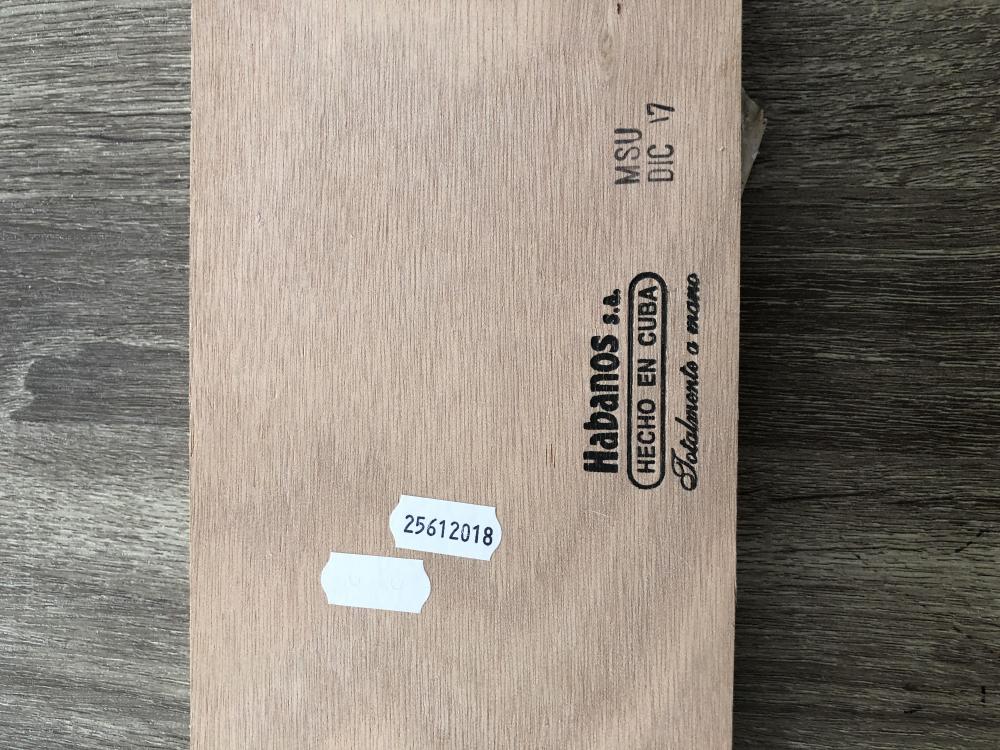 MSU
DIC 17
Habanos s.a.
HECHO EN CUBA
Totalmente a mano
25612018